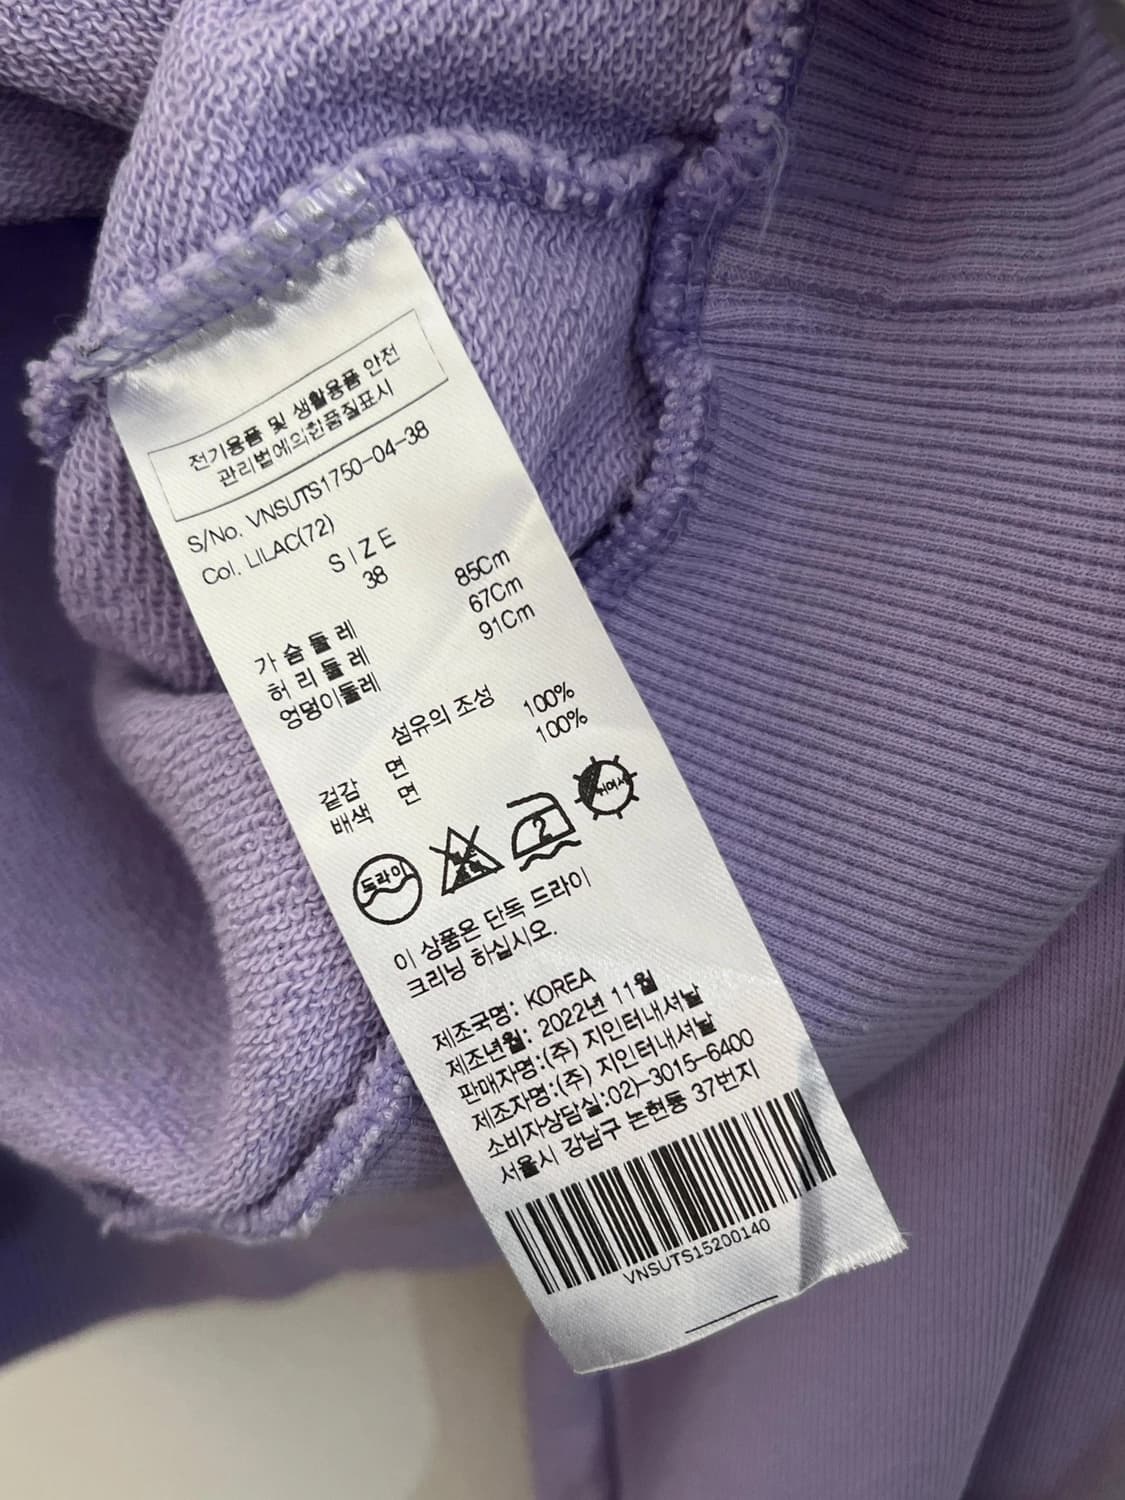 전기용품 및 생활용품 안전
관리법에의한품질표시
S/No. VNSUTS1750-04-38
Col. LILAC(72)
SIZE
38
가슴둘레 85Cm
허리둘레 67Cm
엉덩이둘레 91Cm
섬유의 조성
겉감 면 100%
배색 면 100%
드라이 2 뉘어서
이 상품은 단독 드라이
크리닝 하십시오.
제조국명: KOREA
제조년월: 2022년 11월
판매자명:(주) 지인터내셔날
제조자명:(주) 지인터내셔날
소비자상담실:02)-3015-6400
서울시 강남구 논현동 37번지
VNSUTS15200140